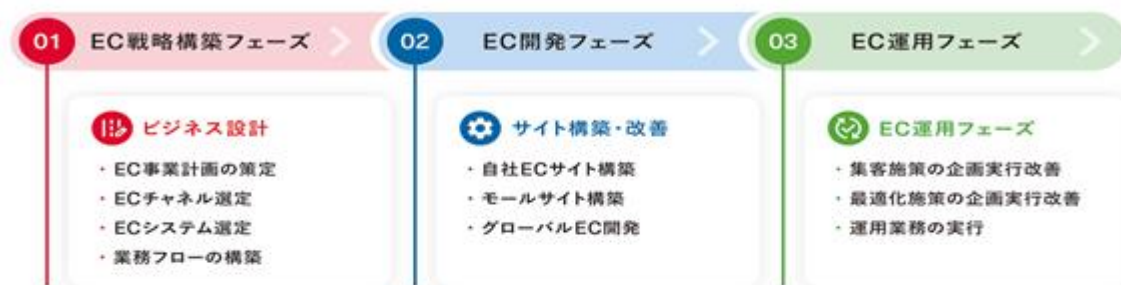 01 EC戦略構築フェーズ
02 EC開発フェーズ
03 EC運用フェーズ
ビジネス設計
・EC事業計画の策定
・ECチャネル選定
・ECシステム選定
・業務フローの構築
サイト構築・改善
・自社ECサイト構築
・モールサイト構築
・グローバルEC開発
EC運用フェーズ
・集客施策の企画実行改善
・最適化施策の企画実行改善
・運用業務の実行